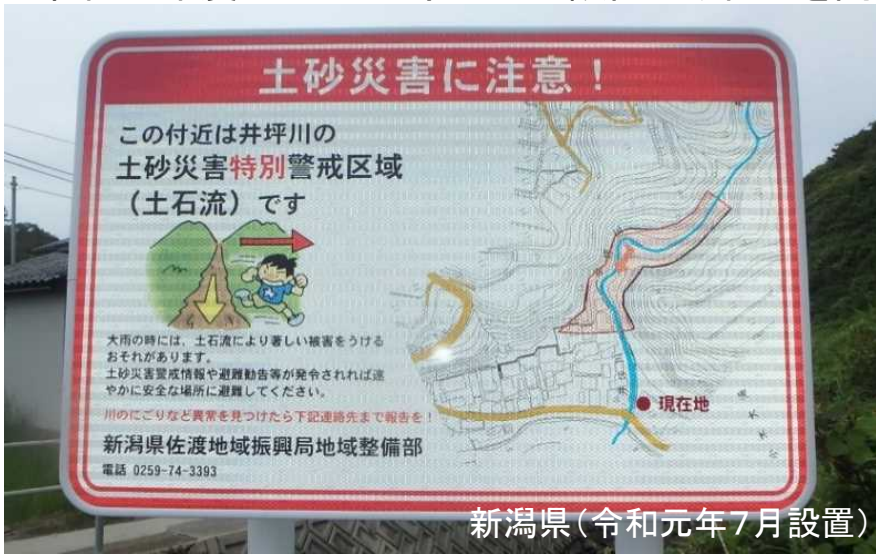 土砂災害に注意！
この付近は井坪川の
土砂災害特別警戒区域
（土石流）です
大雨の時には、土石流により著しい被害をうける
おそれがあります。
土砂災害警戒情報や避難勧告等が発令されれば速
やかに安全な場所に避難してください。
川のにごりなど異常を見つけたら下記連絡先まで報告を！
新潟県佐渡地域振興局地域整備部
電話 0259-74-3393
現在地
新潟県（令和元年７月設置）